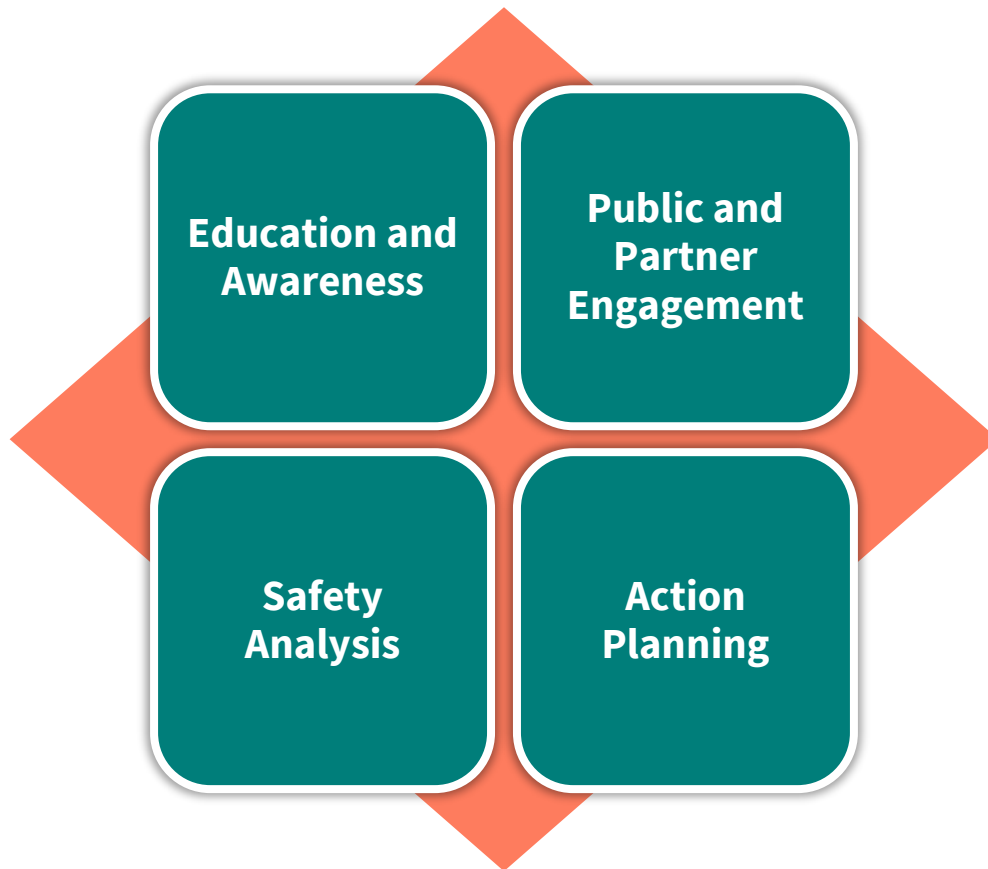 Education and
Awareness
Public and
Partner
Engagement
Safety
Analysis
Action
Planning